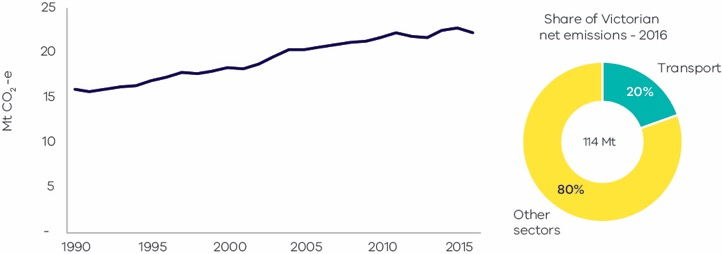 25
20
15
10
5
-
Mt CO2 -e
1990 1995 2000 2005 2010 2015
Share of Victorian
net emissions - 2016
Transport
20%
114 Mt
80%
Other
sectors